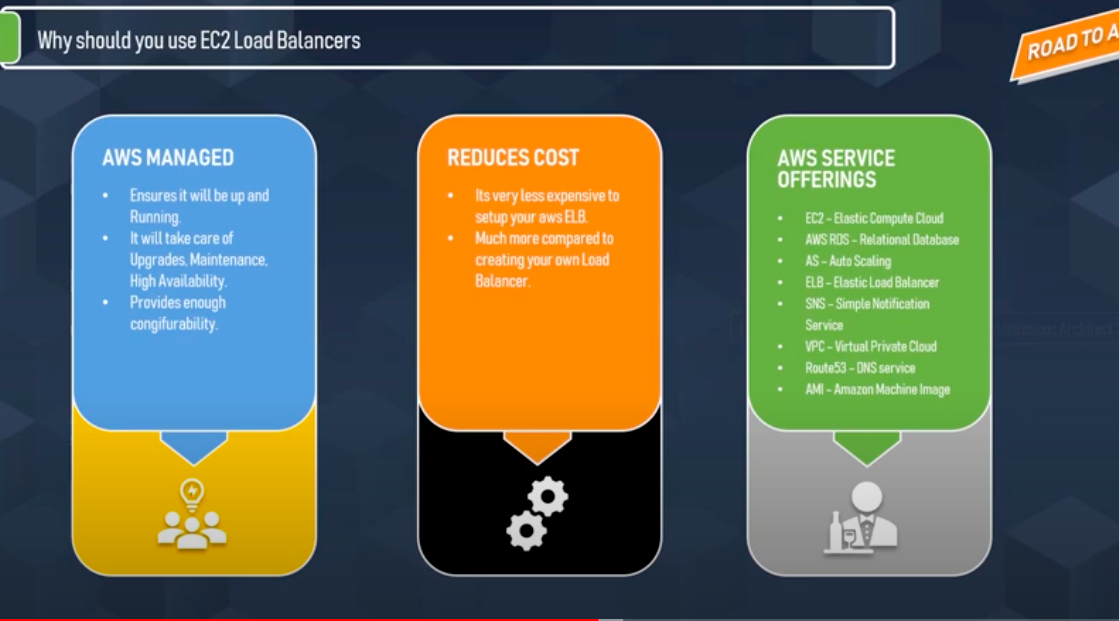 Why should you use EC2 Load Balancers
ROAD TO A
AWS MANAGED
• Ensures it will be up and
Running.
• It will take care of
Upgrades, Maintenance,
High Availability.
• Provides enough
congifurability.
REDUCES COST
• Its very less expensive to
setup your aws ELB.
• Much more compared to
creating your own Load
Balancer.
AWS SERVICE
OFFERINGS
• EC2 – Elastic Compute Cloud
• AWS RDS – Relational Database
• AS – Auto Scaling
• ELB – Elastic Load Balancer
• SNS – Simple Notification
Service
• VPC – Virtual Private Cloud
• Route53 – DNS service
• AMI – Amazon Machine Image